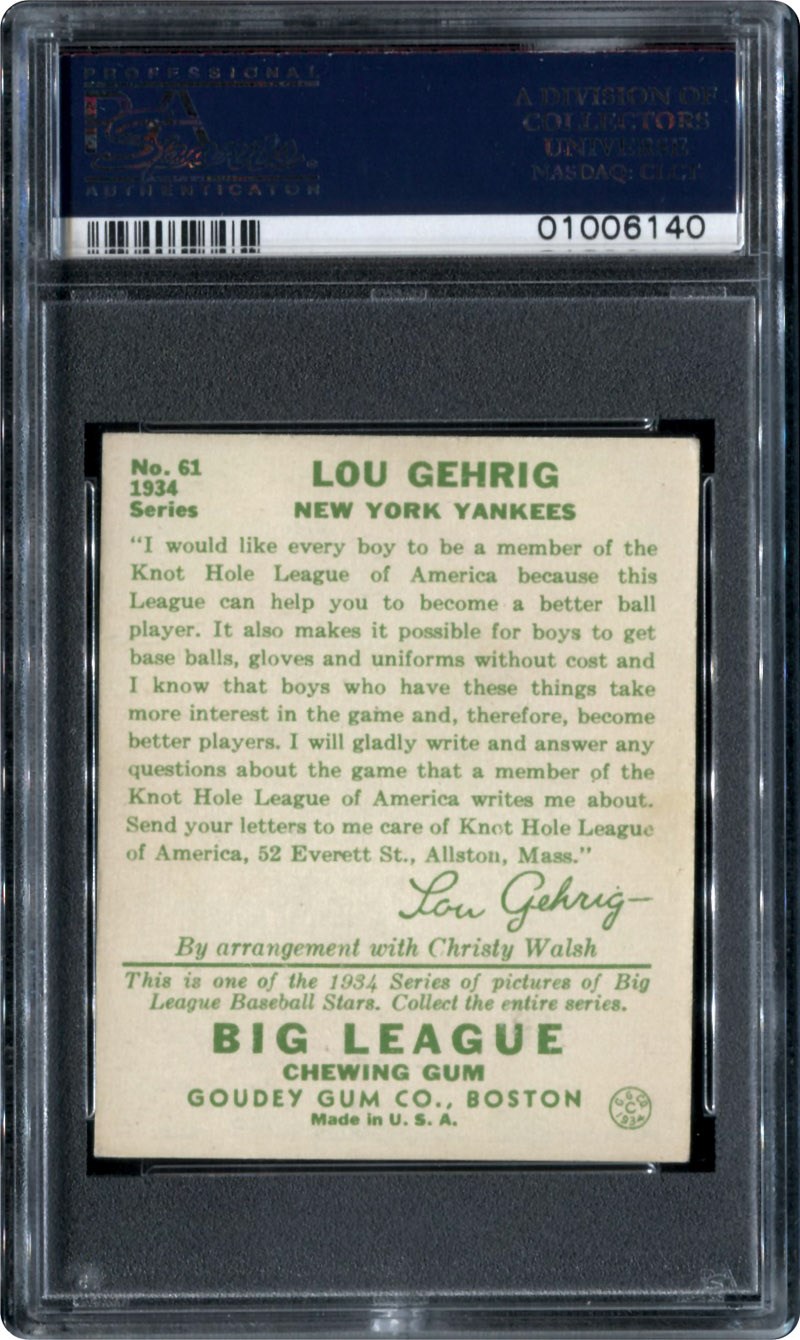 PROFESSIONAL
PSA
AUTHENTICATON
A DIVISION OF
COLLECTORS
UNIVERSE
NASDAQ: CLCT
01006140
No. 61
1934
Series
LOU GEHRIG
NEW YORK YANKEES
"I would like every boy to be a member of the
Knot Hole League of America because this
League can help you to become a better ball
player. It also makes it possible for boys to get
base balls, gloves and uniforms without cost and
I know that boys who have these things take
more interest in the game and, therefore, become
better players. I will gladly write and answer any
questions about the game that a member of the
Knot Hole League of America writes me about.
Send your letters to me care of Knot Hole League
of America, 52 Everett St., Allston, Mass."
Lou Gehrig
By arrangement with Christy Walsh
This is one of the 1934 Series of pictures of Big
League Baseball Stars. Collect the entire series.
BIG LEAGUE
CHEWING GUM
GOUDEY GUM CO., BOSTON
Made in U. S. A.
G G CO
C
1934